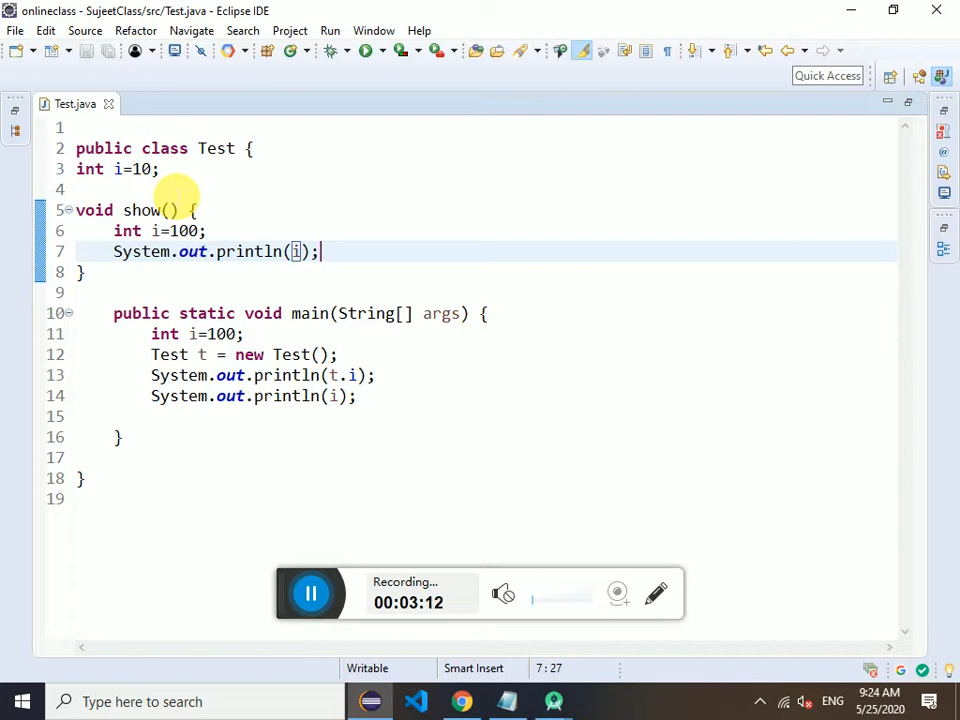 onlineclass - SujeetClass/src/Test.java - Eclipse IDE
File Edit Source Refactor Navigate Search Project Run Window Help
Quick Access
Test.java
1
2 public class Test {
3 int i=10;
4
5 void show() {
6 int i=100;
7 System.out.println(i);
8 }
9
10 public static void main(String[] args) {
11 int i=100;
12 Test t = new Test();
13 System.out.println(t.i);
14 System.out.println(i);
15
16 }
17
18 }
19
Recording...
00:03:12
Writable Smart Insert 7 : 27
Type here to search
ENG
9:24 AM
5/25/2020